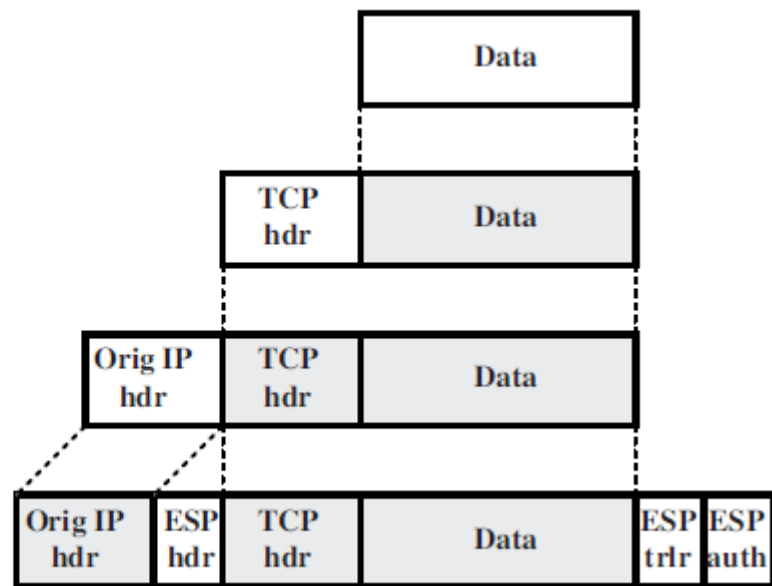 Data
TCP
hdr
Data
Orig IP
hdr
TCP
hdr
Data
Orig IP
hdr
ESP
hdr
TCP
hdr
Data
ESP
trlr
ESP
auth